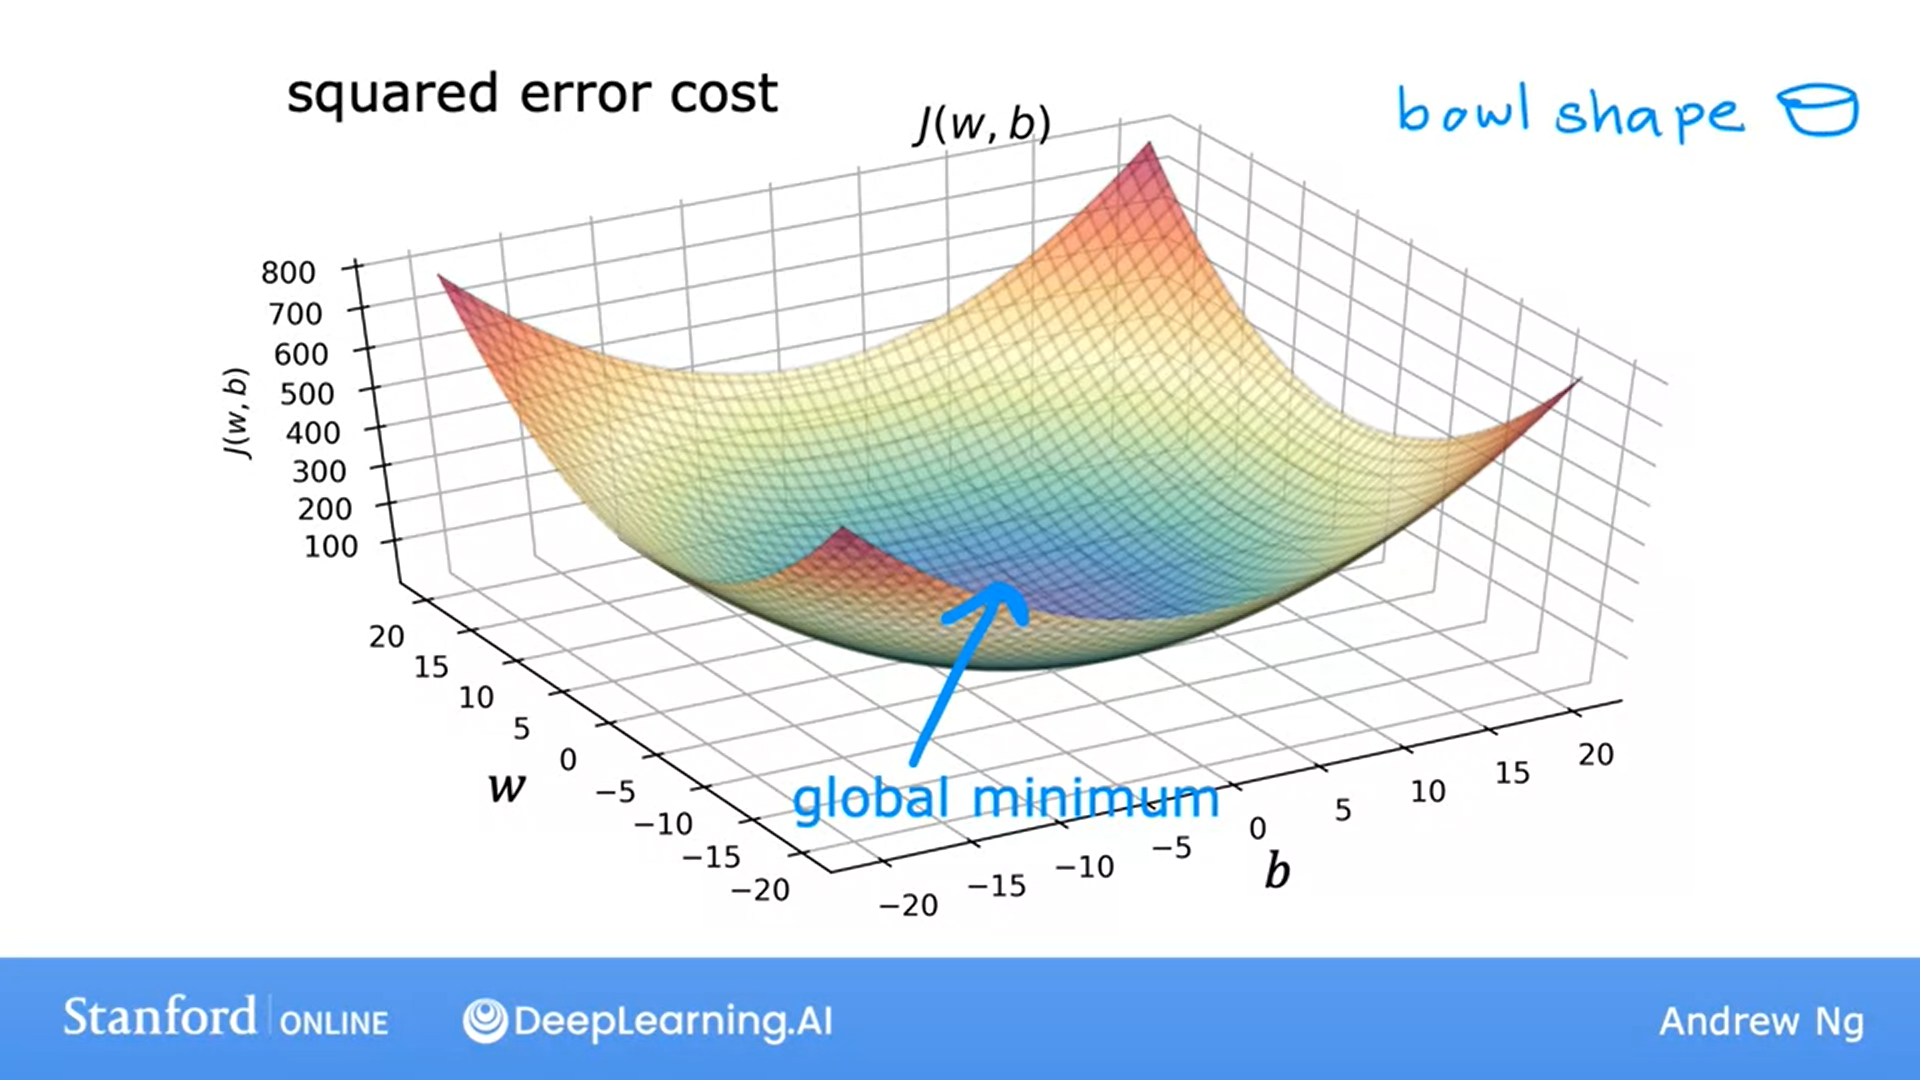 squared error cost
bowl shape
J(w, b)
800
700
600
500
400
300
200
100
J(w, b)
20
15
10
5
0
−5
−10
−15
−20
w
global minimum
−20
−15
−10
−5
0
5
10
15
20
b
Stanford ONLINE
DeepLearning.AI
Andrew Ng